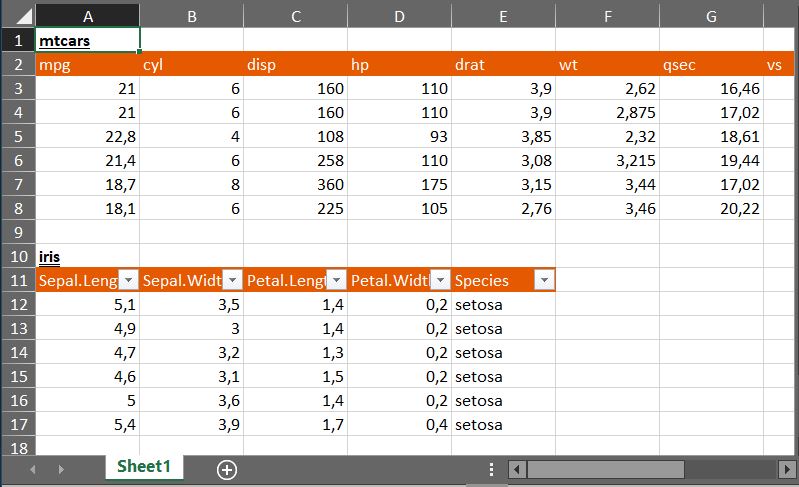 A B C D E F G
1 mtcars
2 mpg cyl disp hp drat wt qsec vs
3 21 6 160 110 3,9 2,62 16,46
4 21 6 160 110 3,9 2,875 17,02
5 22,8 4 108 93 3,85 2,32 18,61
6 21,4 6 258 110 3,08 3,215 19,44
7 18,7 8 360 175 3,15 3,44 17,02
8 18,1 6 225 105 2,76 3,46 20,22
9
10 iris
11 Sepal.Leng Sepal.Widt Petal.Leng Petal.Widt Species
12 5,1 3,5 1,4 0,2 setosa
13 4,9 3 1,4 0,2 setosa
14 4,7 3,2 1,3 0,2 setosa
15 4,6 3,1 1,5 0,2 setosa
16 5 3,6 1,4 0,2 setosa
17 5,4 3,9 1,7 0,4 setosa
18
Sheet1